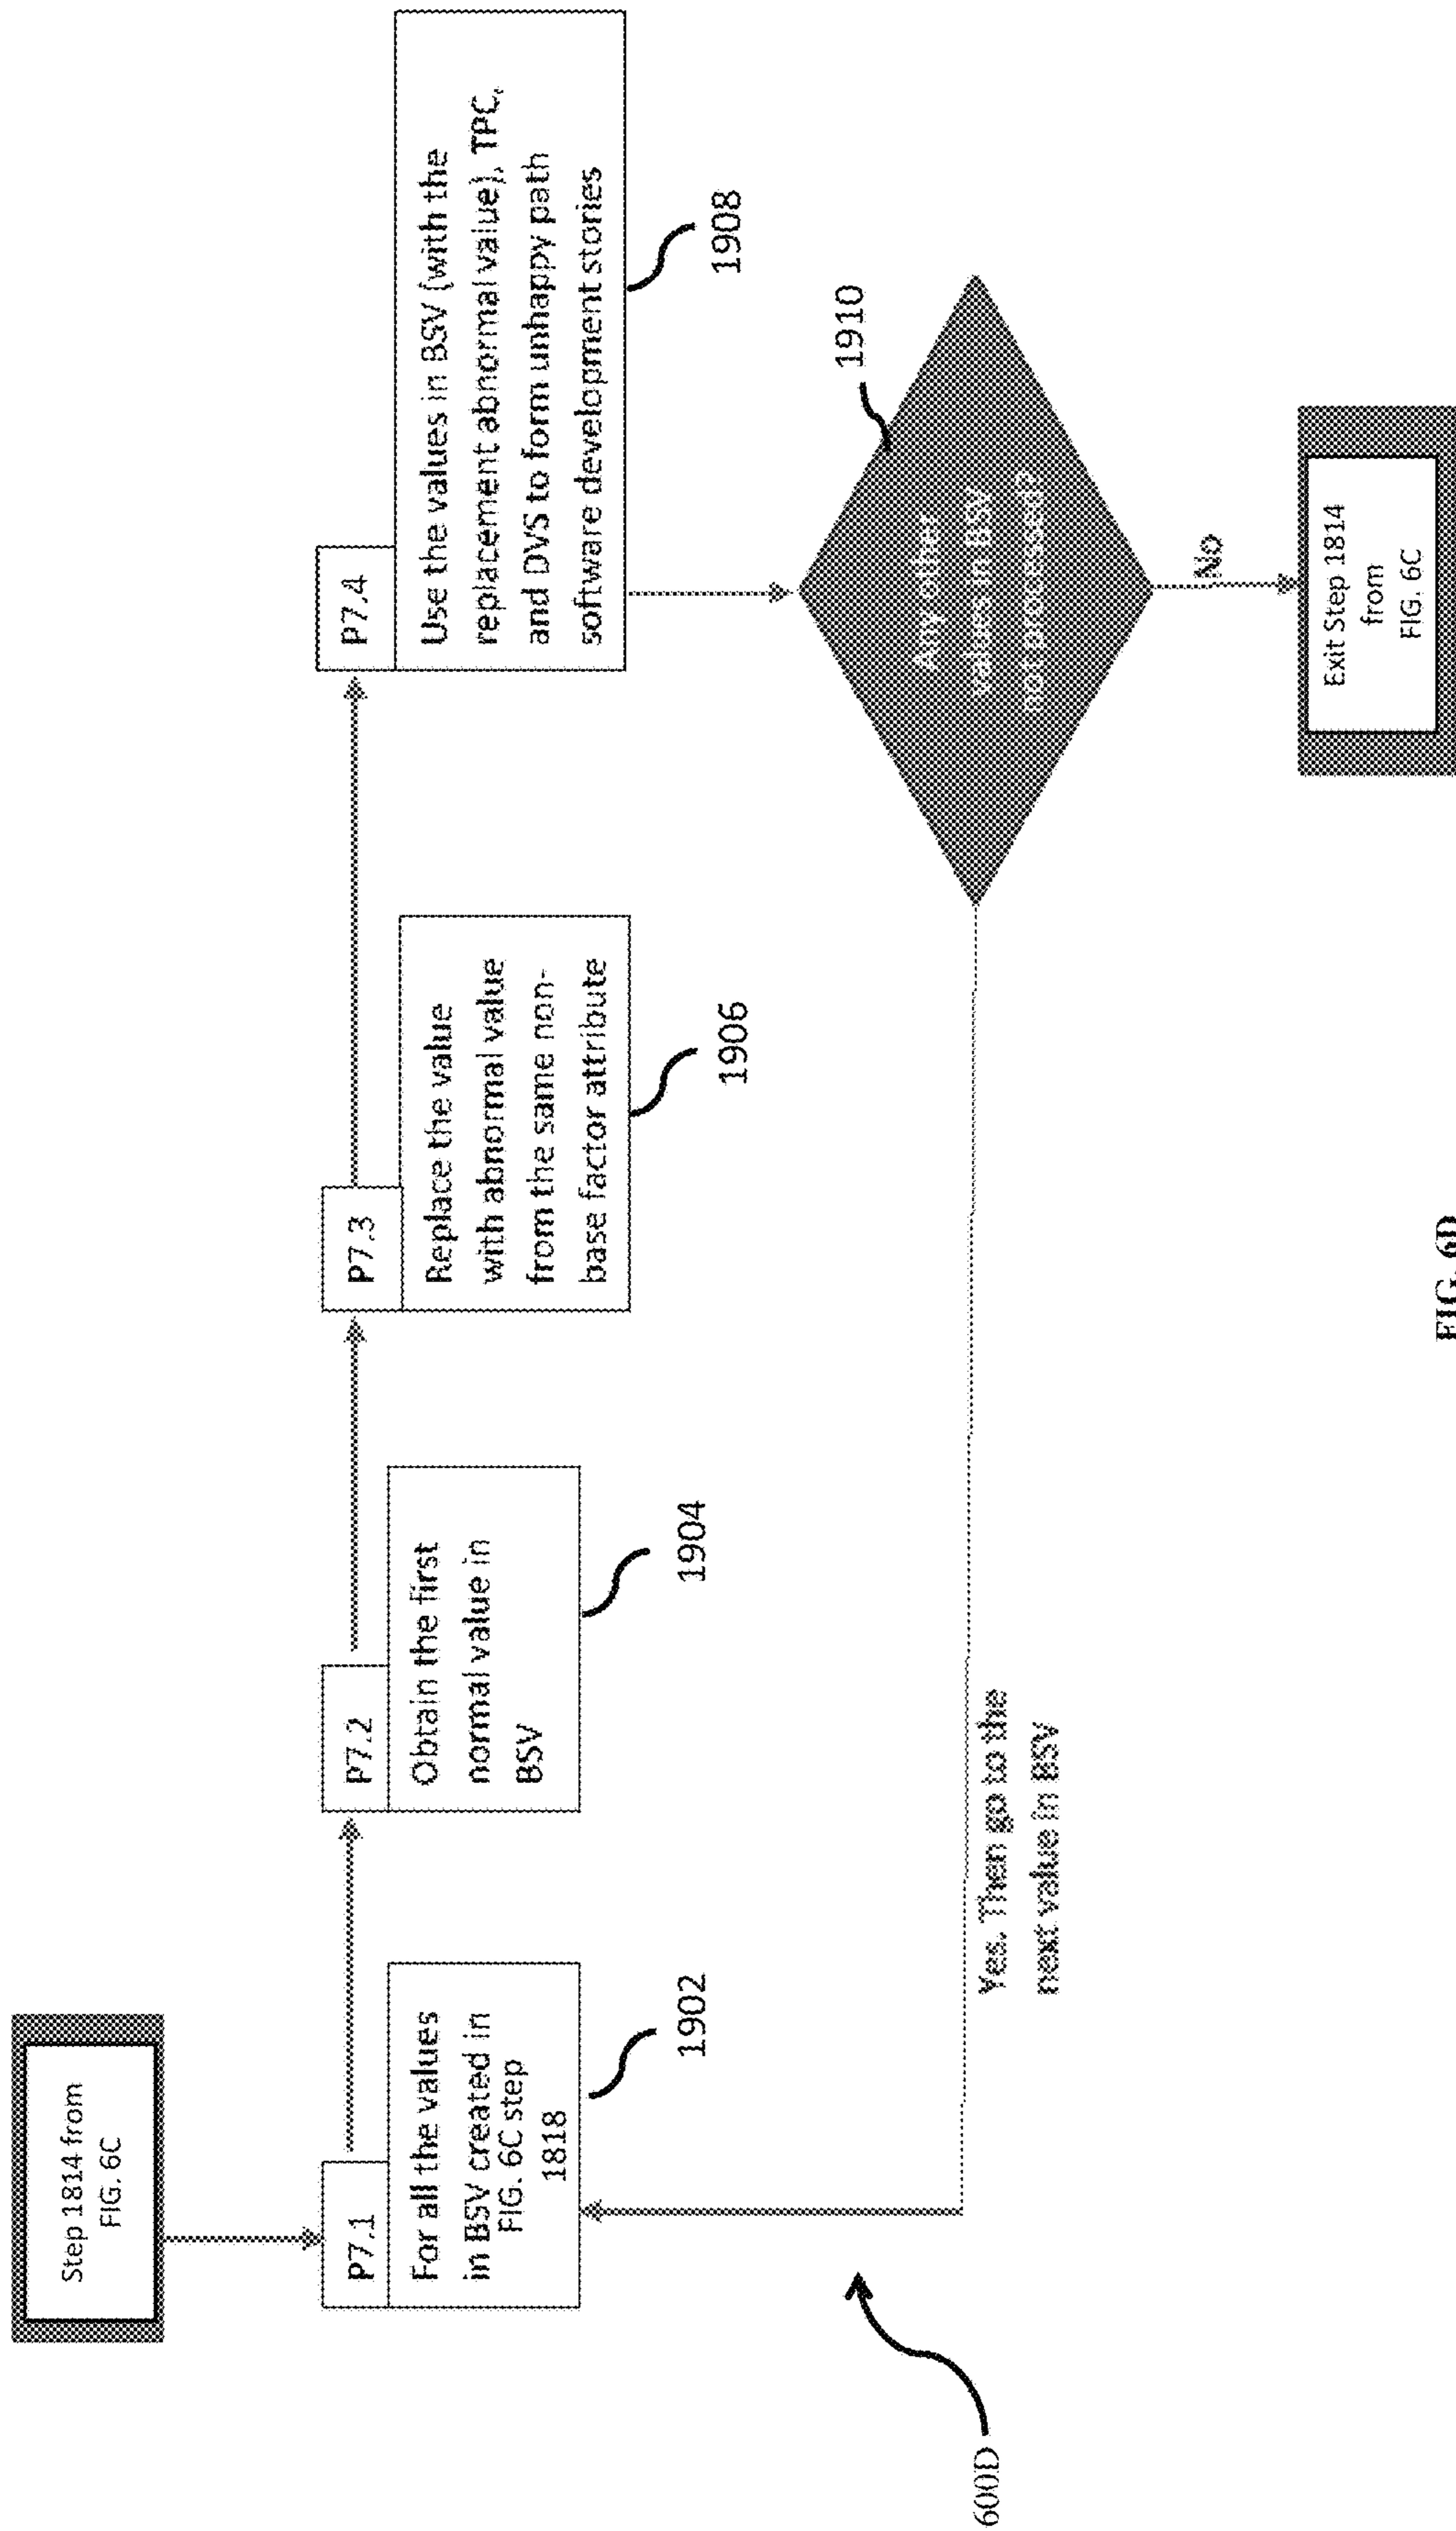 Step 1814 from
FIG. 6C
P7.1
For all the values
in BSV created in
FIG. 6C step
1818
1902
P7.2
Obtain the first
normal value in
BSV
1904
P7.3
Replace the value
with abnormal value
from the same non-
base factor attribute
1906
P7.4
Use the values in BSV (with the
replacement abnormal value), TPC,
and DVS to form unhappy path
software development stories
1908
Any other
values in BSV
not processed?
1910
Yes. Then go to the
next value in BSV
No
Exit Step 1814
from
FIG. 6C
600D
FIG. 6D